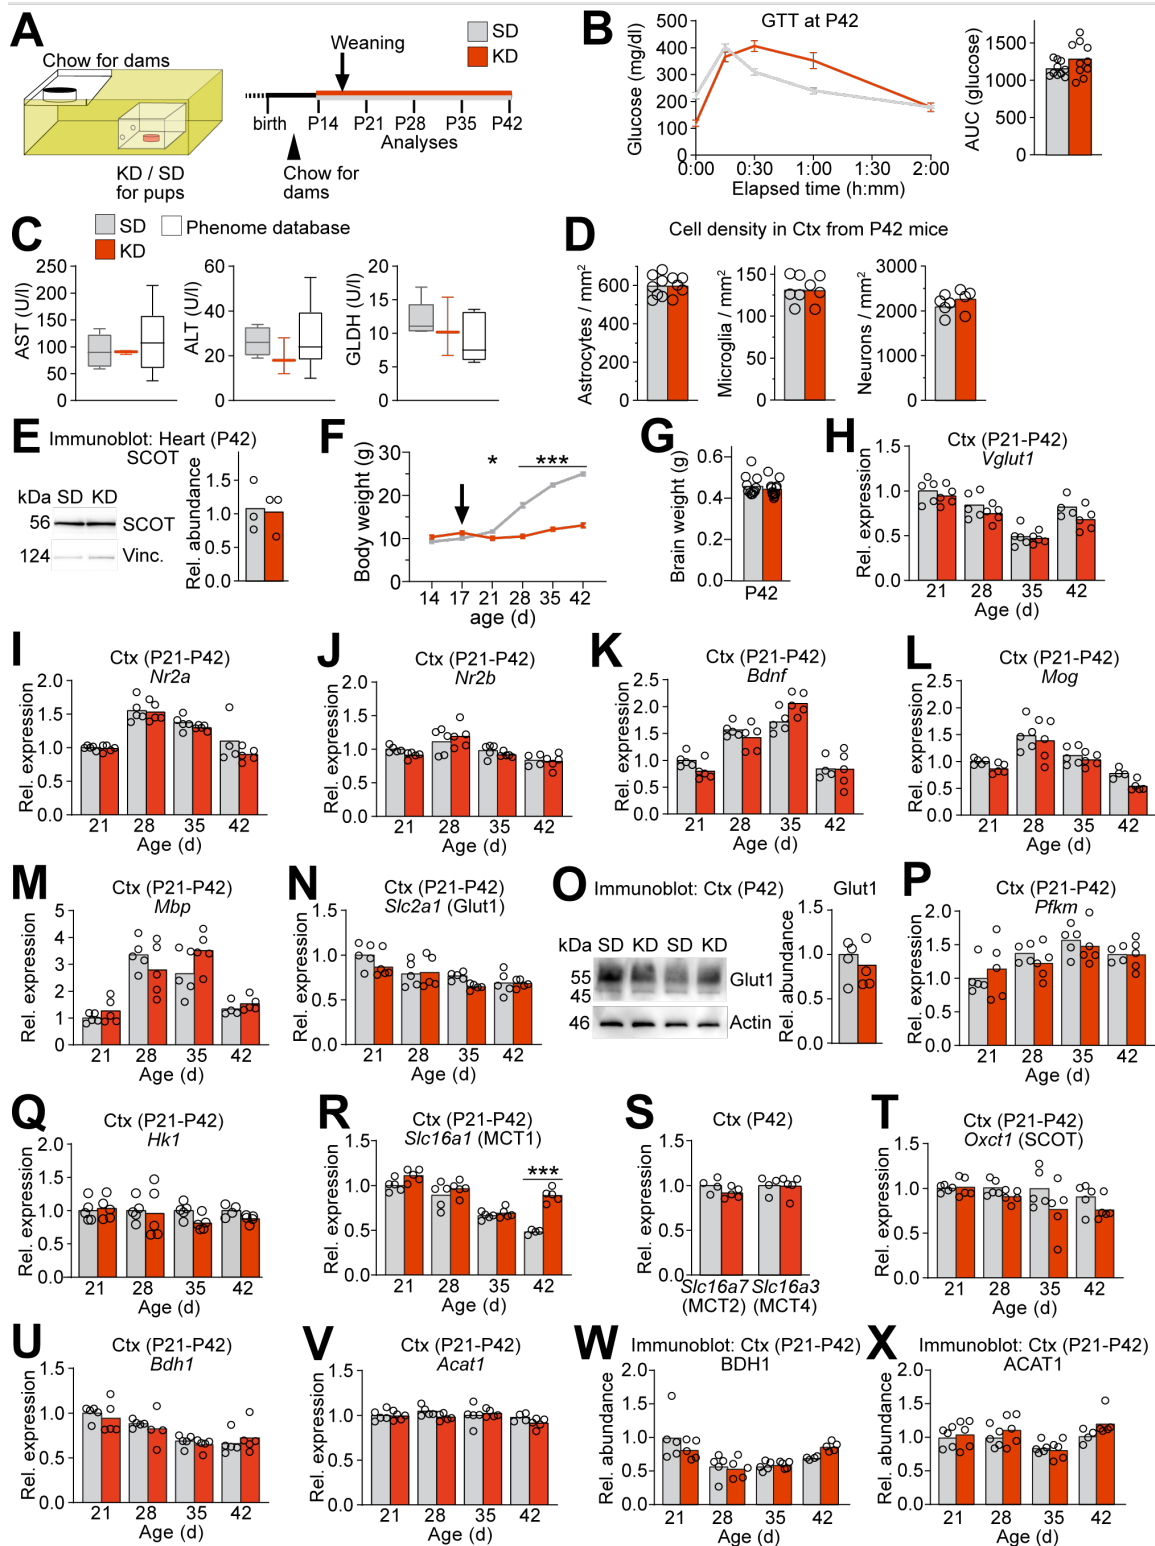 A
Chow for dams
KD / SD
for pups
Weaning
SD
KD
birth P14 P21 P28 P35 P42
Analyses
Chow for
dams
B
GTT at P42
Glucose (mg/dl)
500
400
300
200
100
0
0:00 0:30 1:00 1:30 2:00
Elapsed time (h:mm)
AUC (glucose)
1500
1000
500
0
C
SD
KD
Phenome database
AST (U/l)
250
200
150
100
50
0
ALT (U/l)
60
40
20
0
GLDH (U/l)
20
15
10
5
0
D
Cell density in Ctx from P42 mice
Astrocytes / mm²
600
400
200
0
Microglia / mm²
150
100
50
0
Neurons / mm²
3000
2000
1000
0
E
Immunoblot: Heart (P42)
SCOT
kDa SD KD
56 SCOT
124 Vinc.
Rel. abundance
1.5
1.0
0.5
0.0
F
Body weight (g)
30
20
10
0
* ***
14 17 21 28 35 42
age (d)
G
Brain weight (g)
0.6
0.4
0.2
0.0
P42
H
Ctx (P21-P42)
Vglut1
Rel. expression
1.5
1.0
0.5
0.0
21 28 35 42
Age (d)
I
Ctx (P21-P42)
Nr2a
Rel. expression
2.0
1.5
1.0
0.5
0.0
21 28 35 42
Age (d)
J
Ctx (P21-P42)
Nr2b
Rel. expression
2.0
1.5
1.0
0.5
0.0
21 28 35 42
Age (d)
K
Ctx (P21-P42)
Bdnf
Rel. expression
2.5
2.0
1.5
1.0
0.5
0.0
21 28 35 42
Age (d)
L
Ctx (P21-P42)
Mog
Rel. expression
2.5
2.0
1.5
1.0
0.5
0.0
21 28 35 42
Age (d)
M
Ctx (P21-P42)
Mbp
Rel. expression
5
4
3
2
1
0
21 28 35 42
Age (d)
N
Ctx (P21-P42)
Slc2a1 (Glut1)
Rel. expression
1.5
1.0
0.5
0.0
21 28 35 42
Age (d)
O
Immunoblot: Ctx (P42)
kDa SD KD SD KD
55 Glut1
45
46 Actin
Glut1
Rel. abundance
1.5
1.0
0.5
0.0
P
Ctx (P21-P42)
Pfkm
Rel. expression
2.0
1.5
1.0
0.5
0.0
21 28 35 42
Age (d)
Q
Ctx (P21-P42)
Hk1
Rel. expression
2.0
1.5
1.0
0.5
0.0
21 28 35 42
Age (d)
R
Ctx (P21-P42)
Slc16a1 (MCT1)
Rel. expression
1.5
1.0
0.5
0.0
***
21 28 35 42
Age (d)
S
Ctx (P42)
Rel. expression
1.5
1.0
0.5
0.0
Slc16a7 Slc16a3
(MCT2) (MCT4)
T
Ctx (P21-P42)
Oxct1 (SCOT)
Rel. expression
1.5
1.0
0.5
0.0
21 28 35 42
Age (d)
U
Ctx (P21-P42)
Bdh1
Rel. expression
1.5
1.0
0.5
0.0
21 28 35 42
Age (d)
V
Ctx (P21-P42)
Acat1
Rel. expression
1.5
1.0
0.5
0.0
21 28 35 42
Age (d)
W
Immunoblot: Ctx (P21-P42)
BDH1
Rel. abundance
2.0
1.5
1.0
0.5
0.0
21 28 35 42
Age (d)
X
Immunoblot: Ctx (P21-P42)
ACAT1
Rel. abundance
2.0
1.5
1.0
0.5
0.0
21 28 35 42
Age (d)